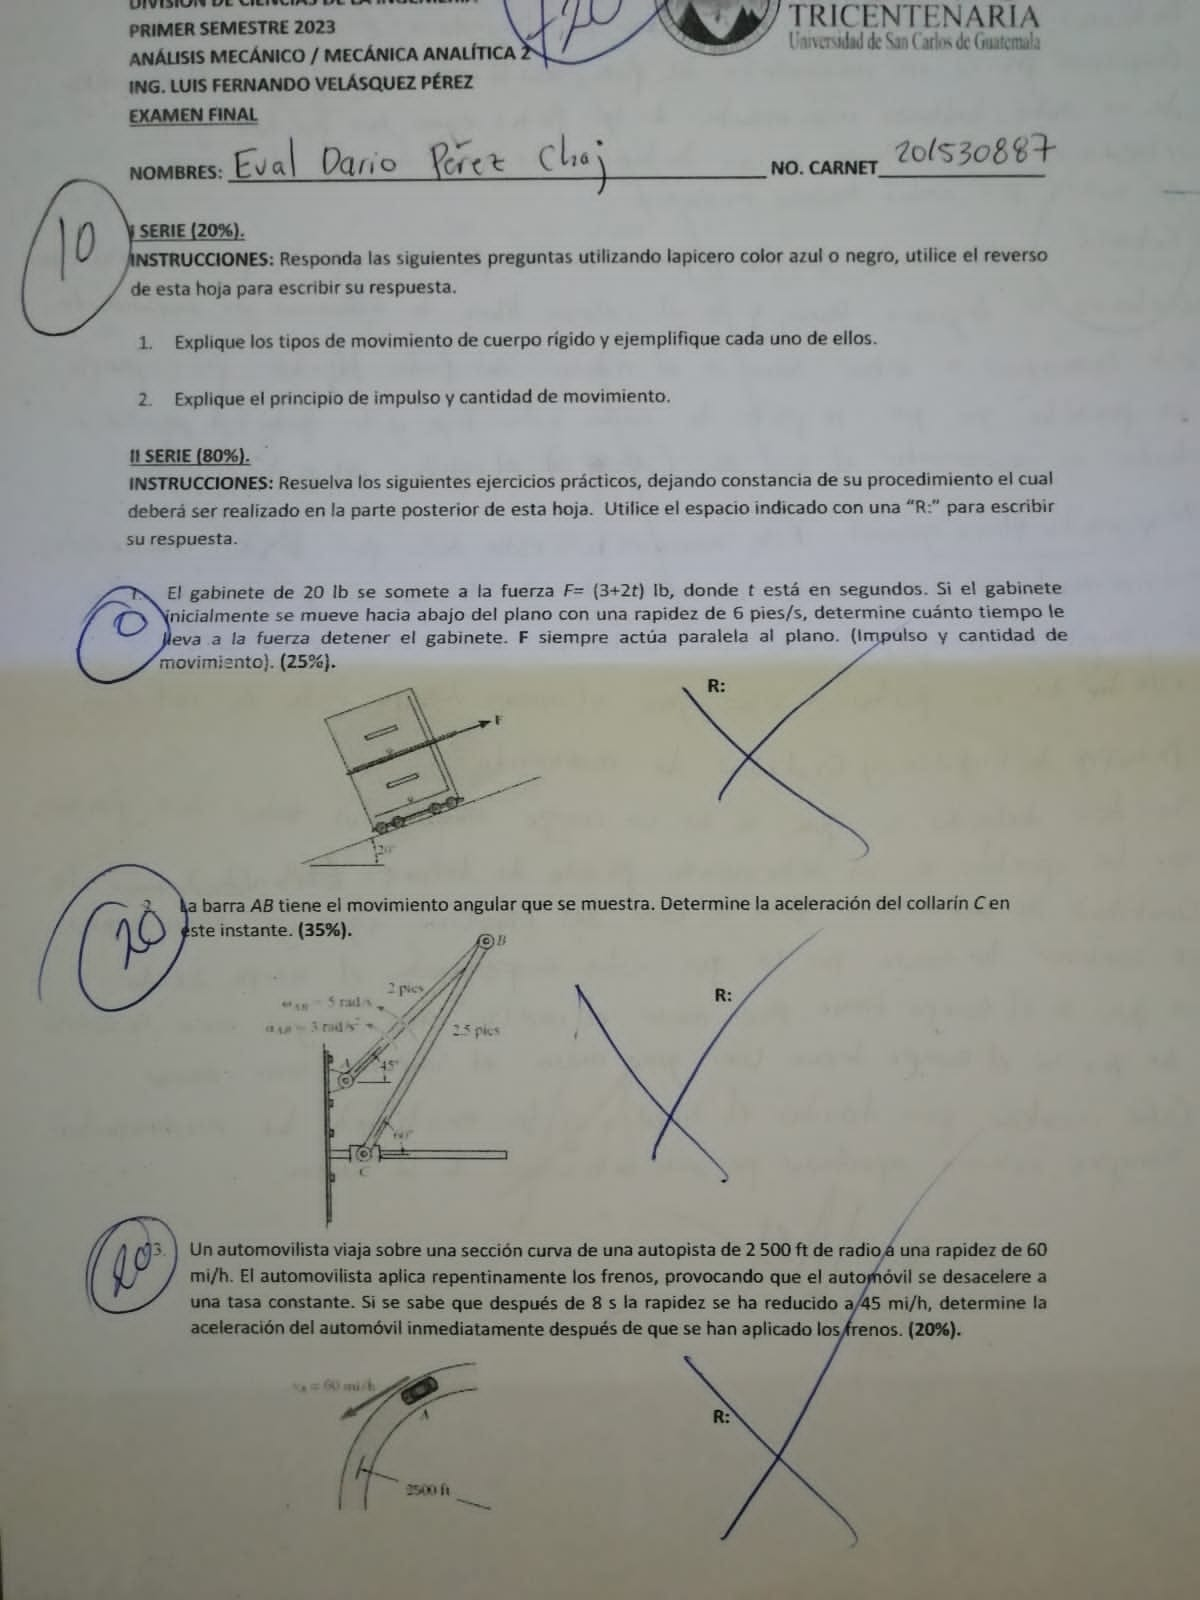 DIVISIÓN DE CIENCIAS DE LA INGENIERÍA
PRIMER SEMESTRE 2023
ANÁLISIS MECÁNICO / MECÁNICA ANALÍTICA 2
ING. LUIS FERNANDO VELÁSQUEZ PÉREZ
EXAMEN FINAL
TRICENTENARIA
Universidad de San Carlos de Guatemala
NOMBRES: Eval Dario Pérez Chaj NO. CARNET 201530887
10
I SERIE (20%).
INSTRUCCIONES: Responda las siguientes preguntas utilizando lapicero color azul o negro, utilice el reverso
de esta hoja para escribir su respuesta.
1. Explique los tipos de movimiento de cuerpo rígido y ejemplifique cada uno de ellos.
2. Explique el principio de impulso y cantidad de movimiento.
II SERIE (80%).
INSTRUCCIONES: Resuelva los siguientes ejercicios prácticos, dejando constancia de su procedimiento el cual
deberá ser realizado en la parte posterior de esta hoja. Utilice el espacio indicado con una “R:” para escribir
su respuesta.
0
1. El gabinete de 20 lb se somete a la fuerza F= (3+2t) lb, donde t está en segundos. Si el gabinete
inicialmente se mueve hacia abajo del plano con una rapidez de 6 pies/s, determine cuánto tiempo le
lleva a la fuerza detener el gabinete. F siempre actúa paralela al plano. (Impulso y cantidad de
movimiento). (25%).
R:
F
20°
20
2. La barra AB tiene el movimiento angular que se muestra. Determine la aceleración del collarín C en
este instante. (35%).
B
2 pies
ωAB = 5 rad/s
αAB = 3 rad/s²
2.5 pies
A
45°
60°
C
R:
20
3. Un automovilista viaja sobre una sección curva de una autopista de 2 500 ft de radio a una rapidez de 60
mi/h. El automovilista aplica repentinamente los frenos, provocando que el automóvil se desacelere a
una tasa constante. Si se sabe que después de 8 s la rapidez se ha reducido a 45 mi/h, determine la
aceleración del automóvil inmediatamente después de que se han aplicado los frenos. (20%).
vA = 60 mi/h
A
2500 ft
R: